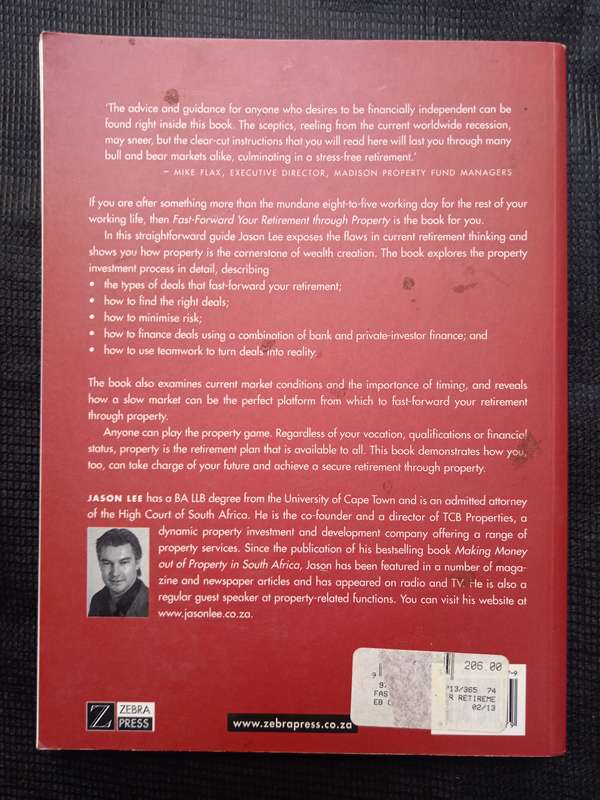 'The advice and guidance for anyone who desires to be financially independent can be
found right inside this book. The sceptics, reeling from the current worldwide recession,
may sneer, but the clear-cut instructions that you will read here will last you through many
bull and bear markets alike, culminating in a stress-free retirement.'
– MIKE FLAX, EXECUTIVE DIRECTOR, MADISON PROPERTY FUND MANAGERS
If you are after something more than the mundane eight-to-five working day for the rest of your
working life, then Fast-Forward Your Retirement through Property is the book for you.
In this straightforward guide Jason Lee exposes the flaws in current retirement thinking and
shows you how property is the cornerstone of wealth creation. The book explores the property
investment process in detail, describing
• the types of deals that fast-forward your retirement;
• how to find the right deals;
• how to minimise risk;
• how to finance deals using a combination of bank and private-investor finance; and
• how to use teamwork to turn deals into reality.
The book also examines current market conditions and the importance of timing, and reveals
how a slow market can be the perfect platform from which to fast-forward your retirement
through property.
Anyone can play the property game. Regardless of your vocation, qualifications or financial
status, property is the retirement plan that is available to all. This book demonstrates how you,
too, can take charge of your future and achieve a secure retirement through property.
JASON LEE has a BA LLB degree from the University of Cape Town and is an admitted attorney
of the High Court of South Africa. He is the co-founder and a director of TCB Properties, a
dynamic property investment and development company offering a range of
property services. Since the publication of his bestselling book Making Money
out of Property in South Africa, Jason has been featured in a number of maga-
zine and newspaper articles and has appeared on radio and TV. He is also a
regular guest speaker at property-related functions. You can visit his website at
www.jasonlee.co.za.
206.00
13/365 74
FAS R RETIREME
EB 02/13
Z ZEBRA
PRESS
www.zebrapress.co.za